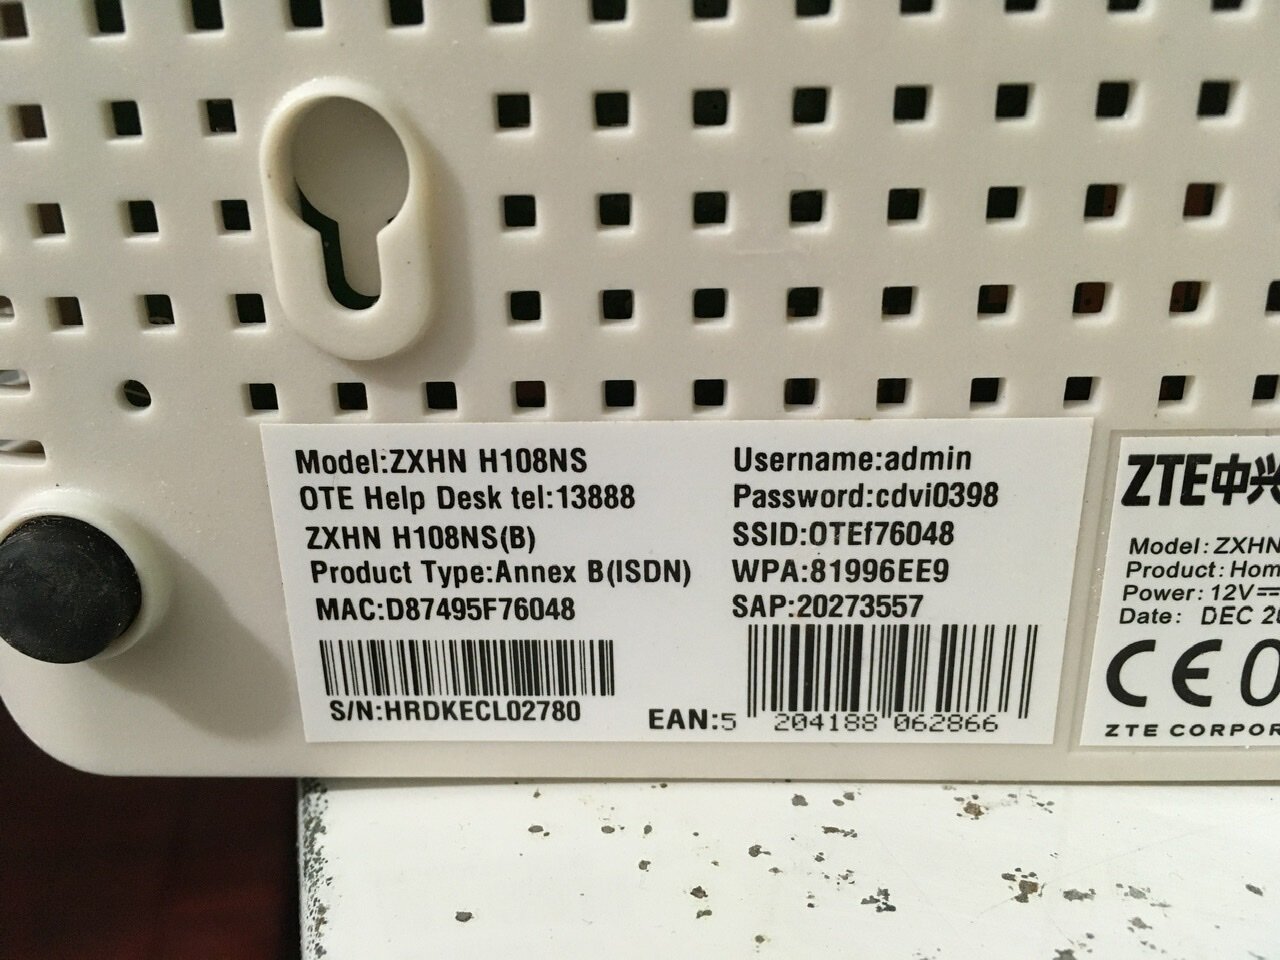 Model:ZXHN H108NS
OTE Help Desk tel:13888
ZXHN H108NS(B)
Product Type:Annex B(ISDN)
MAC:D87495F76048
S/N:HRDKECL02780
Username:admin
Password:cdvi0398
SSID:OTEf76048
WPA:81996EE9
SAP:20273557
EAN:5 204188 062866
ZTE中兴
Model: ZXHN
Product: Hom
Power: 12V
Date: DEC 20
CE 0
ZTE CORPOR